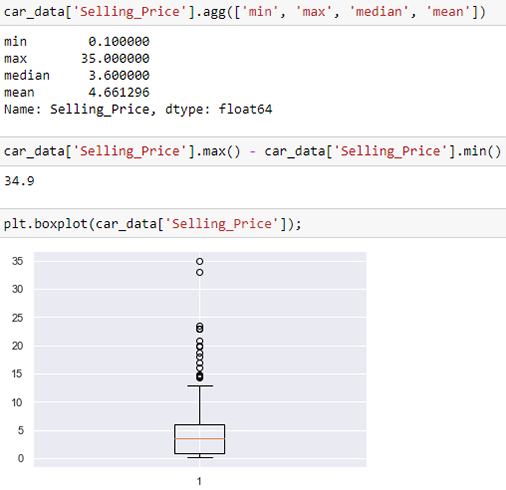 car_data['Selling_Price'].agg(['min', 'max', 'median', 'mean'])
min 0.100000
max 35.000000
median 3.600000
mean 4.661296
Name: Selling_Price, dtype: float64
car_data['Selling_Price'].max() - car_data['Selling_Price'].min()
34.9
plt.boxplot(car_data['Selling_Price']);
35
30
25
20
15
10
5
0
1